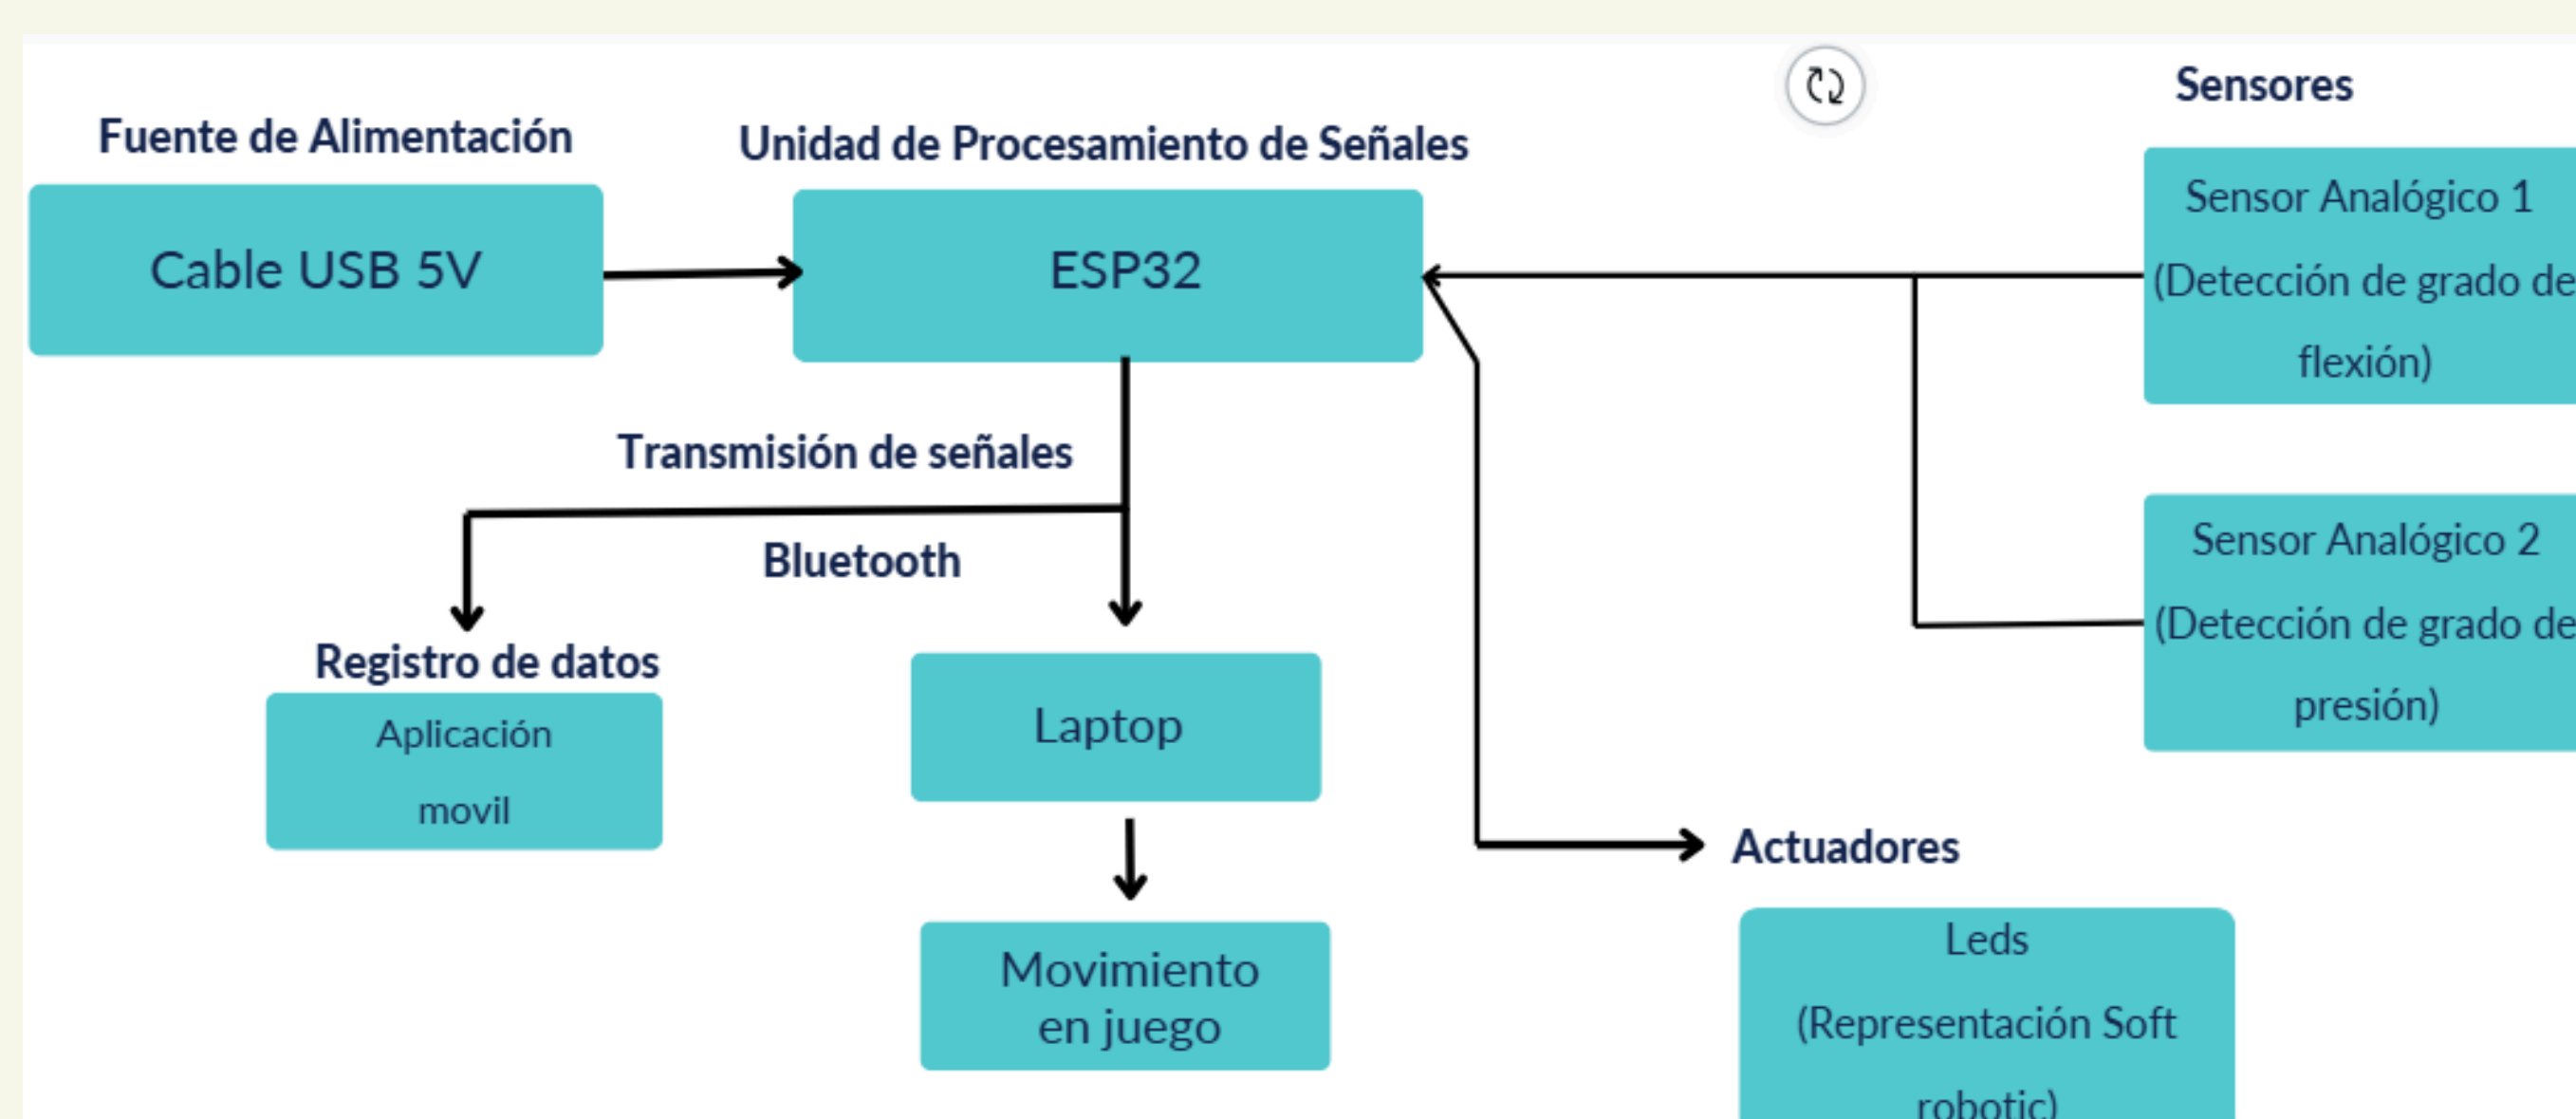 Fuente de Alimentación
Cable USB 5V
Unidad de Procesamiento de Señales
ESP32
Sensores
Sensor Analógico 1
(Detección de grado de
flexión)
Sensor Analógico 2
(Detección de grado de
presión)
Transmisión de señales
Bluetooth
Registro de datos
Aplicación
movil
Laptop
Movimiento
en juego
Actuadores
Leds
(Representación Soft
robotic)